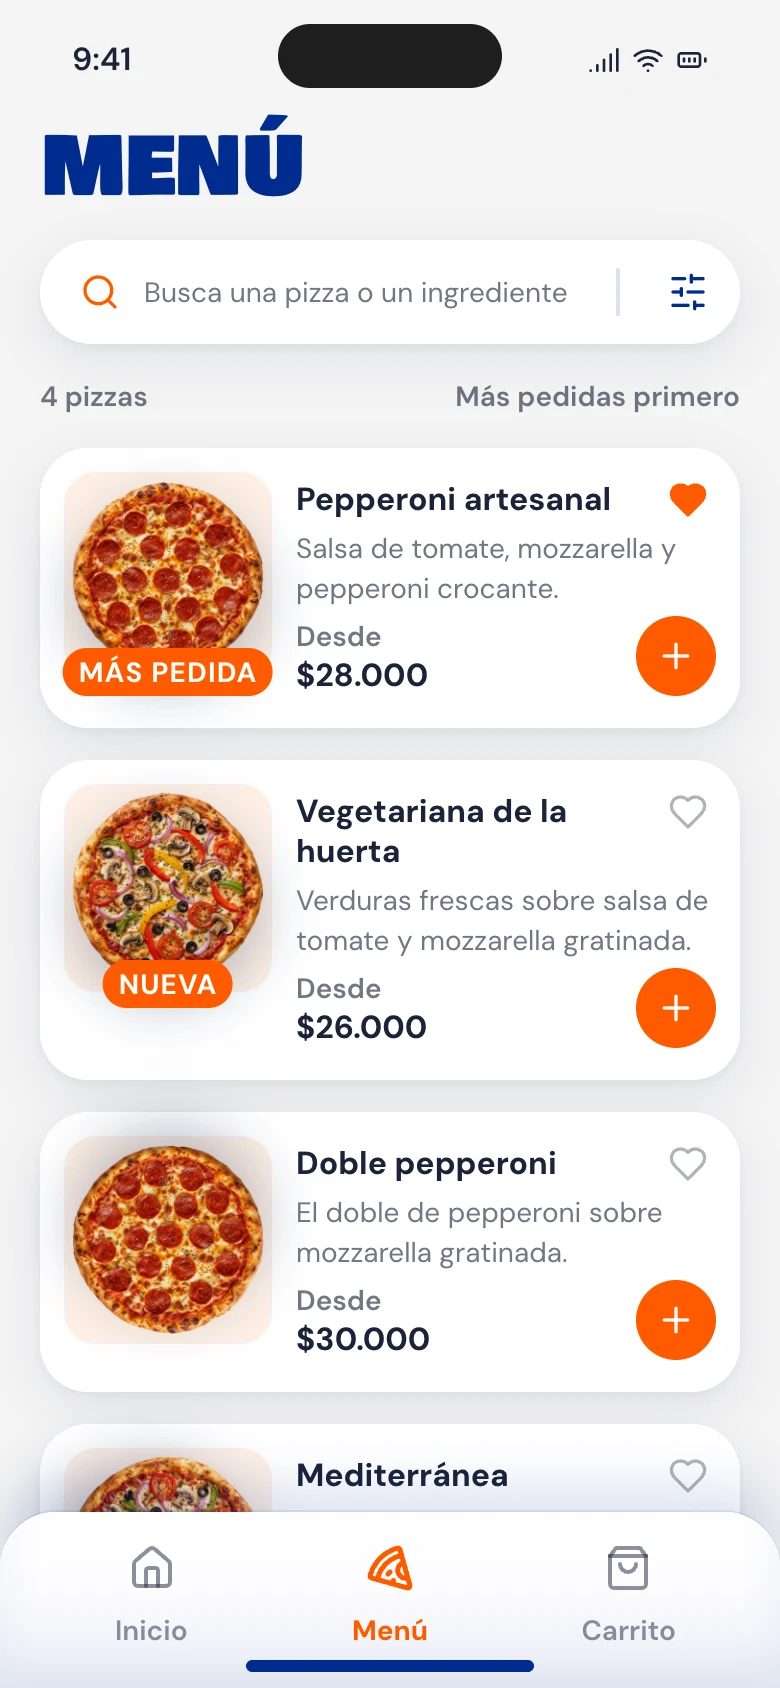 9:41
MENÚ
Busca una pizza o un ingrediente
4 pizzas
Más pedidas primero
Pepperoni artesanal
Salsa de tomate, mozzarella y
pepperoni crocante.
Desde
$28.000
MÁS PEDIDA
Vegetariana de la
huerta
Verduras frescas sobre salsa de
tomate y mozzarella gratinada.
Desde
$26.000
NUEVA
Doble pepperoni
El doble de pepperoni sobre
mozzarella gratinada.
Desde
$30.000
Mediterránea
Inicio
Menú
Carrito